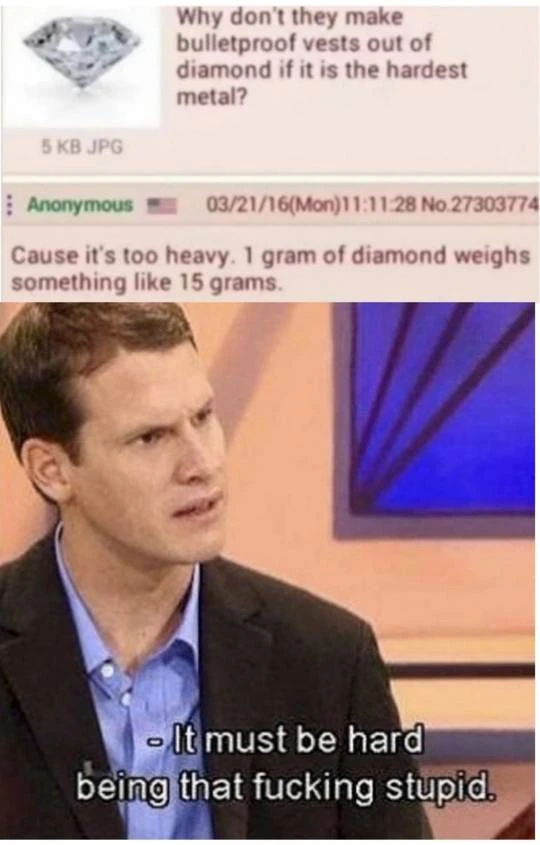 Why don't they make
bulletproof vests out of
diamond if it is the hardest
metal?
5 KB JPG
Anonymous 03/21/16(Mon)11:11:28 No.27303774
Cause it's too heavy. 1 gram of diamond weighs
something like 15 grams.
- It must be hard
being that fucking stupid.